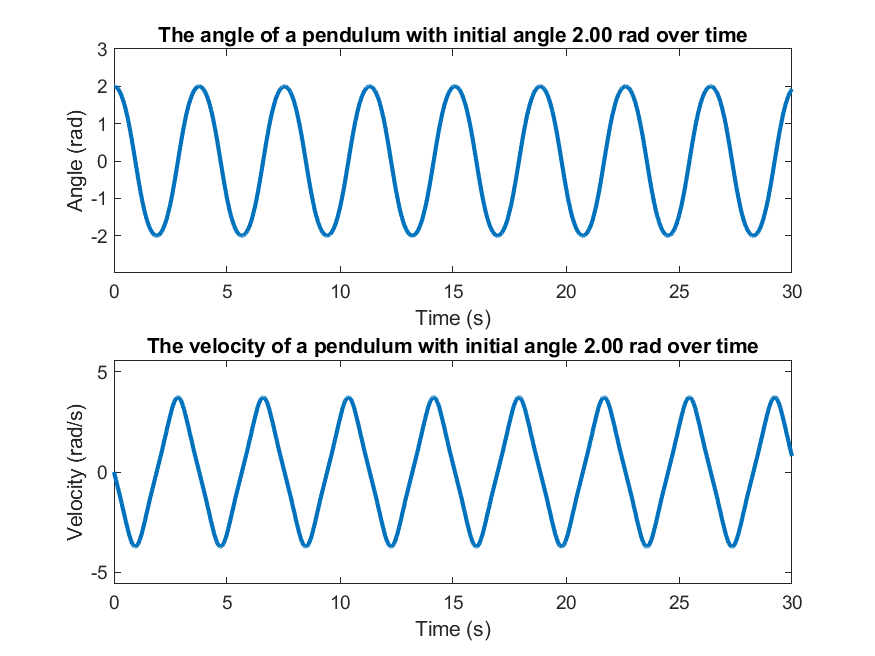 The angle of a pendulum with initial angle 2.00 rad over time
3
2
1
0
-1
-2
Angle (rad)
0 5 10 15 20 25 30
Time (s)
The velocity of a pendulum with initial angle 2.00 rad over time
5
0
-5
Velocity (rad/s)
0 5 10 15 20 25 30
Time (s)